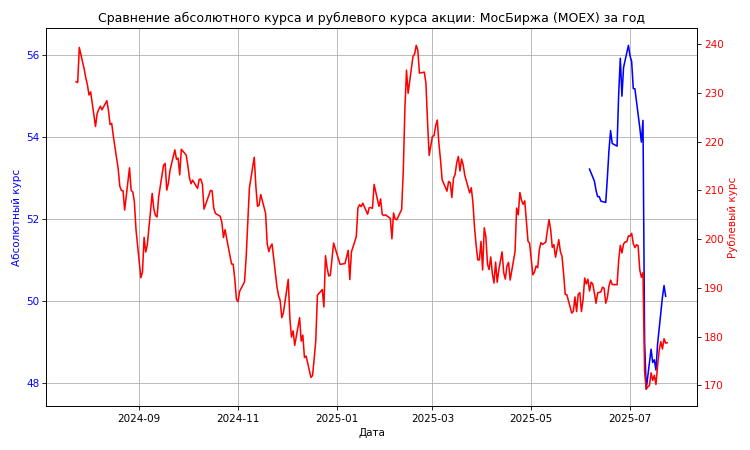 Сравнение абсолютного курса и рублевого курса акции: МосБиржа (MOEX) за год
56
54
52
50
48
Абсолютный курс
240
230
220
210
200
190
180
170
Рублевый курс
2024-09 2024-11 2025-01 2025-03 2025-05 2025-07
Дата